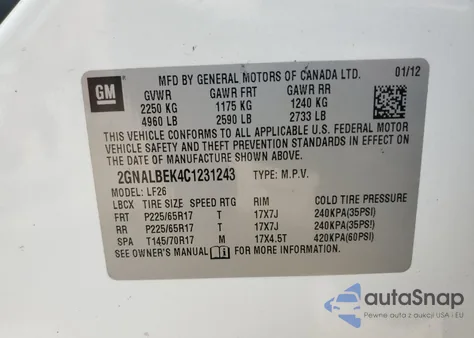 GM
MFD BY GENERAL MOTORS OF CANADA LTD. 01/12
GVWR GAWR FRT GAWR RR
2250 KG 1175 KG 1240 KG
4960 LB 2590 LB 2733 LB
THIS VEHICLE CONFORMS TO ALL APPLICABLE U.S. FEDERAL MOTOR
VEHICLE SAFETY AND THEFT PREVENTION STANDARDS IN EFFECT ON
THE DATE OF MANUFACTURE SHOWN ABOVE.
2GNALBEK4C1231243 TYPE: M.P.V.
MODEL: LF26
LBCX TIRE SIZE SPEED RTG RIM COLD TIRE PRESSURE
FRT P225/65R17 T 17X7J 240KPA(35PSI)
RR P225/65R17 T 17X7J 240KPA(35PSI)
SPA T145/70R17 M 17X4.5T 420KPA(60PSI)
SEE OWNER'S MANUAL FOR MORE INFORMATION.
autoSnap
Pewne auta z aukcji USA i EU